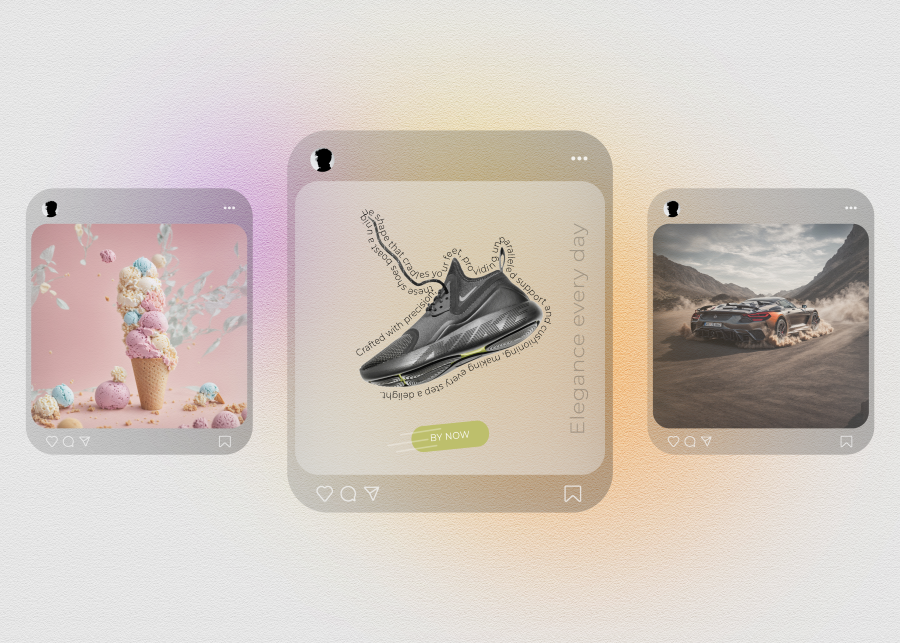 Crafted with precision, these shoes boast a unique shape that cradles your feet, providing unparalleled support and cushioning, making every step a delight.
Elegance every day
BY NOW